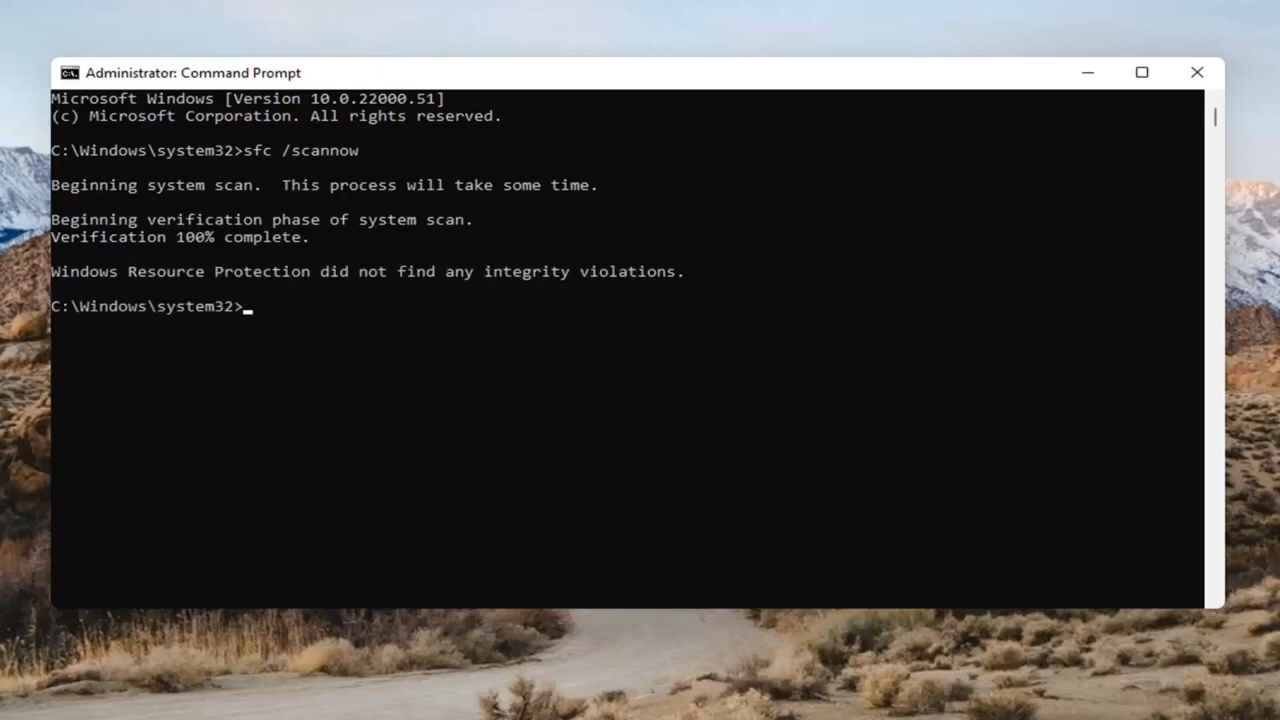 Administrator: Command Prompt
Microsoft Windows [Version 10.0.22000.51]
(c) Microsoft Corporation. All rights reserved.
C:\Windows\system32>sfc /scannow
Beginning system scan.  This process will take some time.
Beginning verification phase of system scan.
Verification 100% complete.
Windows Resource Protection did not find any integrity violations.
C:\Windows\system32>